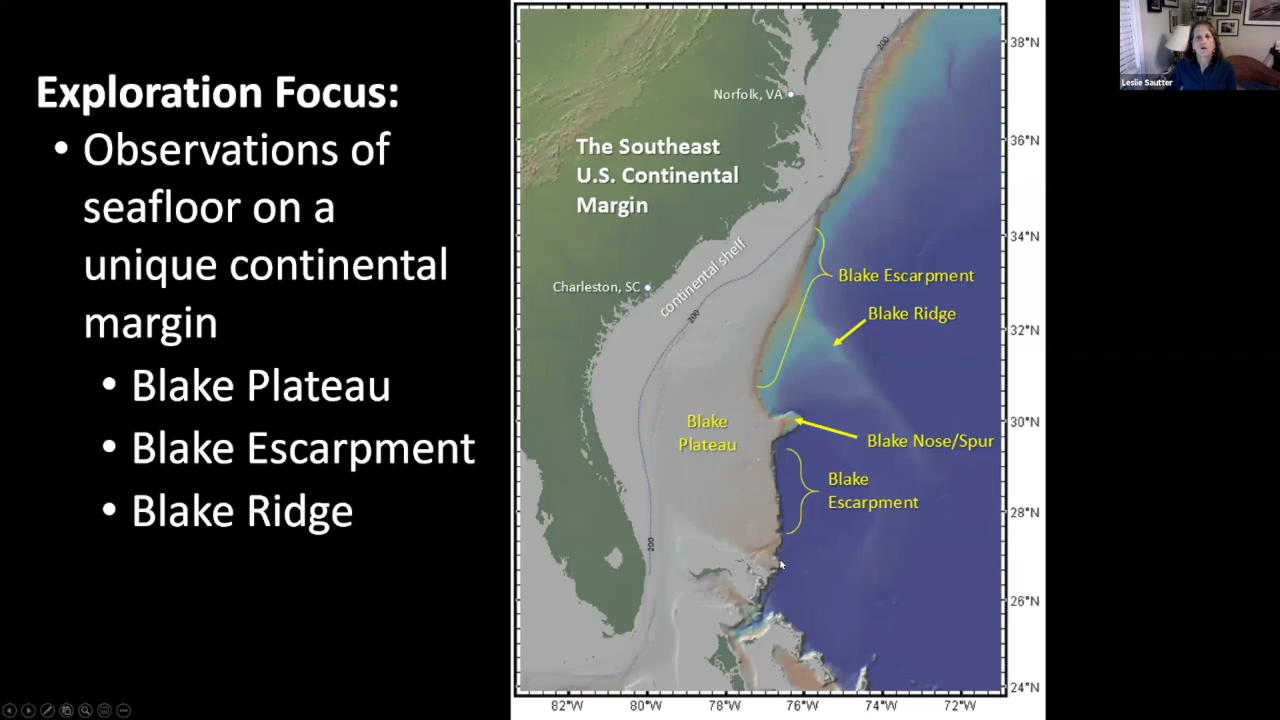 Exploration Focus:
• Observations of
seafloor on a
unique continental
margin
• Blake Plateau
• Blake Escarpment
• Blake Ridge
The Southeast
U.S. Continental
Margin
Norfolk, VA
Charleston, SC
continental shelf
200
200
200
Blake Escarpment
Blake Ridge
Blake
Plateau
Blake Nose/Spur
Blake
Escarpment
38°N
36°N
34°N
32°N
30°N
28°N
26°N
24°N
82°W
80°W
78°W
76°W
74°W
72°W
Leslie Sautter